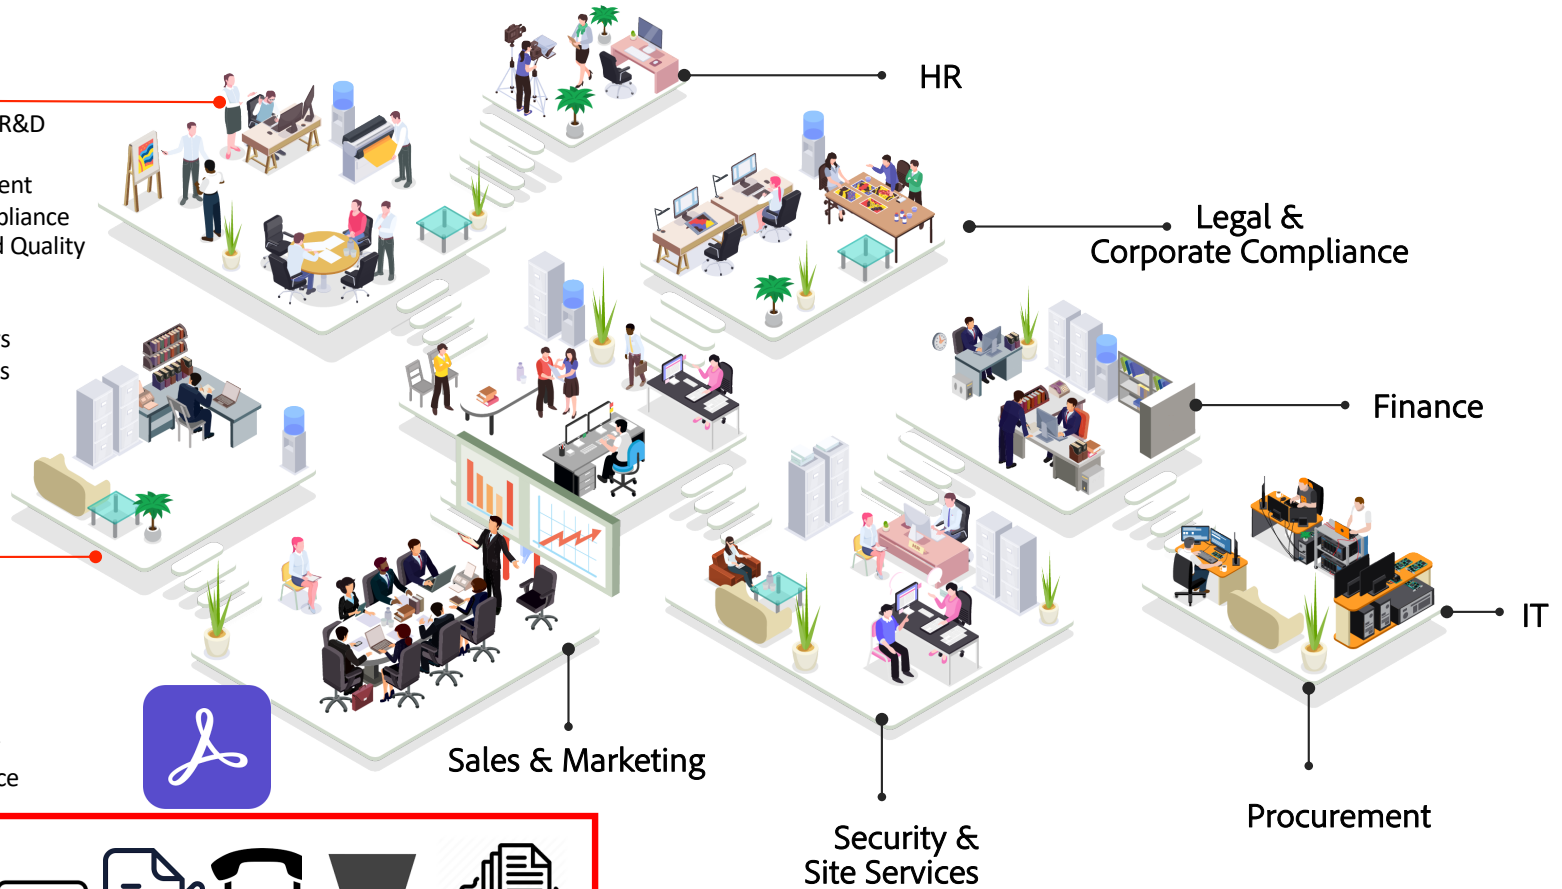 HR
R&D
ent
pliance
d Quality
Legal &
Corporate Compliance
s
s
Finance
IT
Sales & Marketing
ce
Procurement
Security &
Site Services